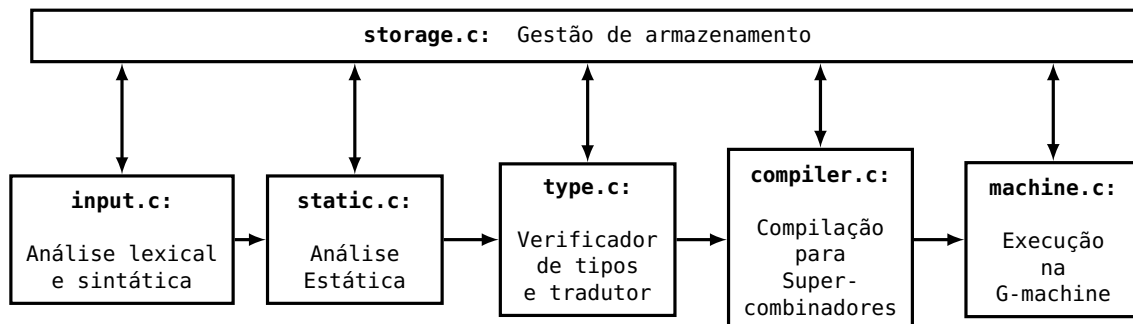 storage.c: Gestão de armazenamento
input.c:
Análise lexical
e sintática
static.c:
Análise
Estática
type.c:
Verificador
de tipos
e tradutor
compiler.c:
Compilação
para
Super-
combinadores
machine.c:
Execução
na
G-machine